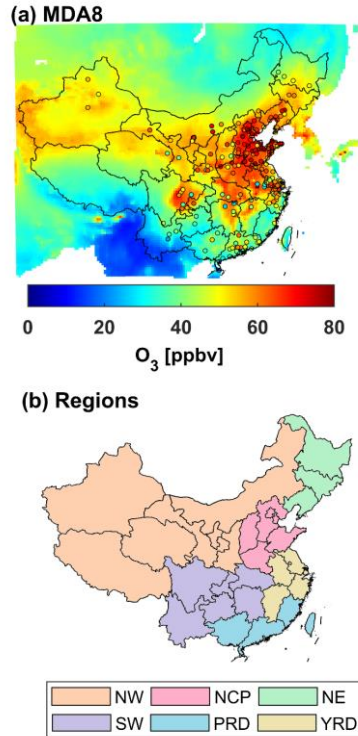 (a) MDA8
0 20 40 60 80
O₃ [ppbv]
(b) Regions
NW NCP NE
SW PRD YRD